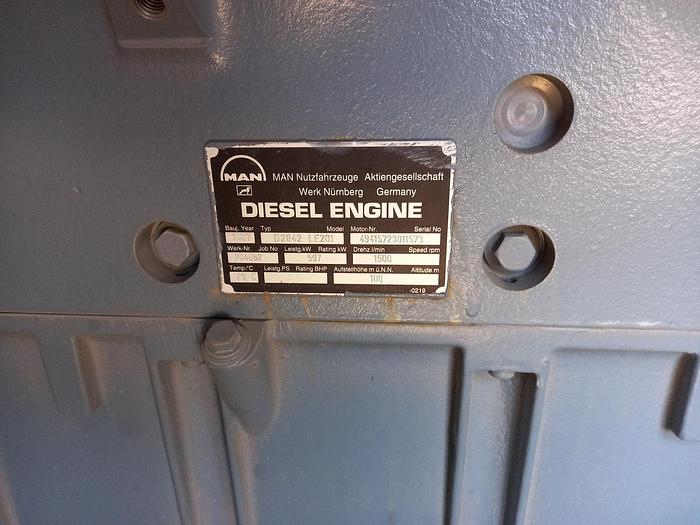 MAN MAN Nutzfahrzeuge Aktiengesellschaft
Werk Nürnberg Germany
DIESEL ENGINE
Bauj. Year Typ Model Motor-Nr. Serial No
D2842 LE201
Werk-Nr. Job No Leistg.kW Rating kW Drehz.l/min Speed rpm
597 1500
Temp/°C Leistg.PS Rating BHP Aufstellhöhe m ü.N.N. Altitude m
25 100
-0219